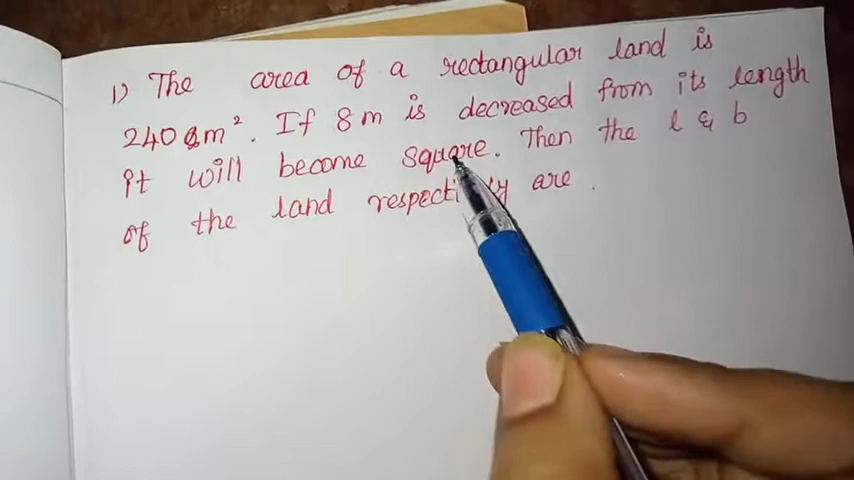 1) The area of a rectangular land is
240 m². If 8 m is decreased from its length
it will become square. Then the l & b
of the land respectively are .